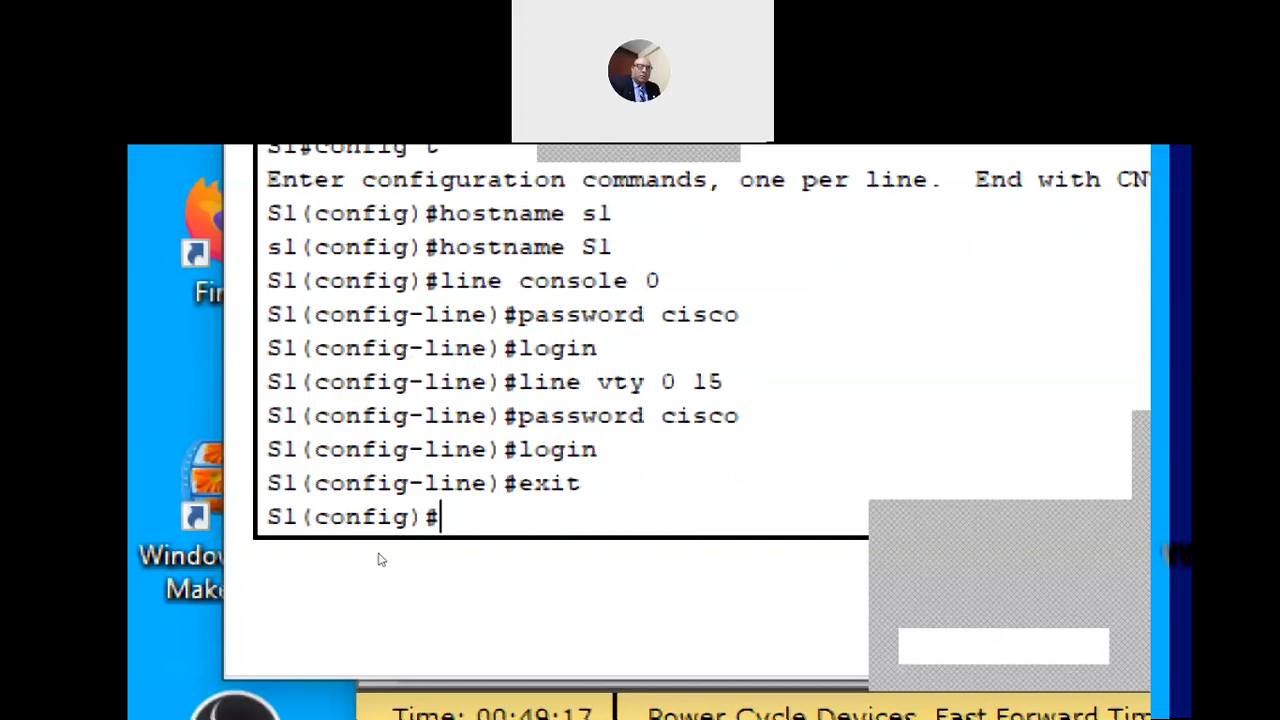 S1#config t
Enter configuration commands, one per line. End with CN
S1(config)#hostname s1
s1(config)#hostname S1
S1(config)#line console 0
S1(config-line)#password cisco
S1(config-line)#login
S1(config-line)#line vty 0 15
S1(config-line)#password cisco
S1(config-line)#login
S1(config-line)#exit
S1(config)#
Fir
Window
Make
Time: 00:49:17 Power Cycle Devices Fast Forward Tim